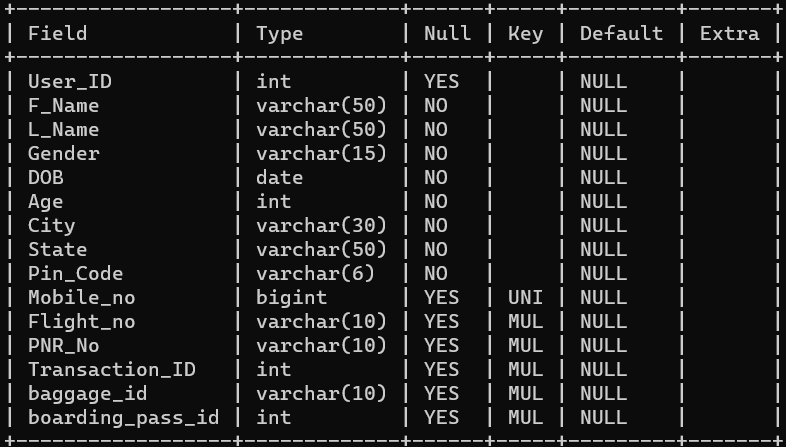 +-------------------+-------------+------+-----+---------+-------+
| Field             | Type        | Null | Key | Default | Extra |
+-------------------+-------------+------+-----+---------+-------+
| User_ID           | int         | YES  |     | NULL    |       |
| F_Name            | varchar(50) | NO   |     | NULL    |       |
| L_Name            | varchar(50) | NO   |     | NULL    |       |
| Gender            | varchar(15) | NO   |     | NULL    |       |
| DOB               | date        | NO   |     | NULL    |       |
| Age               | int         | NO   |     | NULL    |       |
| City              | varchar(30) | NO   |     | NULL    |       |
| State             | varchar(50) | NO   |     | NULL    |       |
| Pin_Code          | varchar(6)  | NO   |     | NULL    |       |
| Mobile_no         | bigint      | YES  | UNI | NULL    |       |
| Flight_no         | varchar(10) | YES  | MUL | NULL    |       |
| PNR_No            | varchar(10) | YES  | MUL | NULL    |       |
| Transaction_ID    | int         | YES  | MUL | NULL    |       |
| baggage_id        | varchar(10) | YES  | MUL | NULL    |       |
| boarding_pass_id  | int         | YES  | MUL | NULL    |       |
+-------------------+-------------+------+-----+---------+-------+